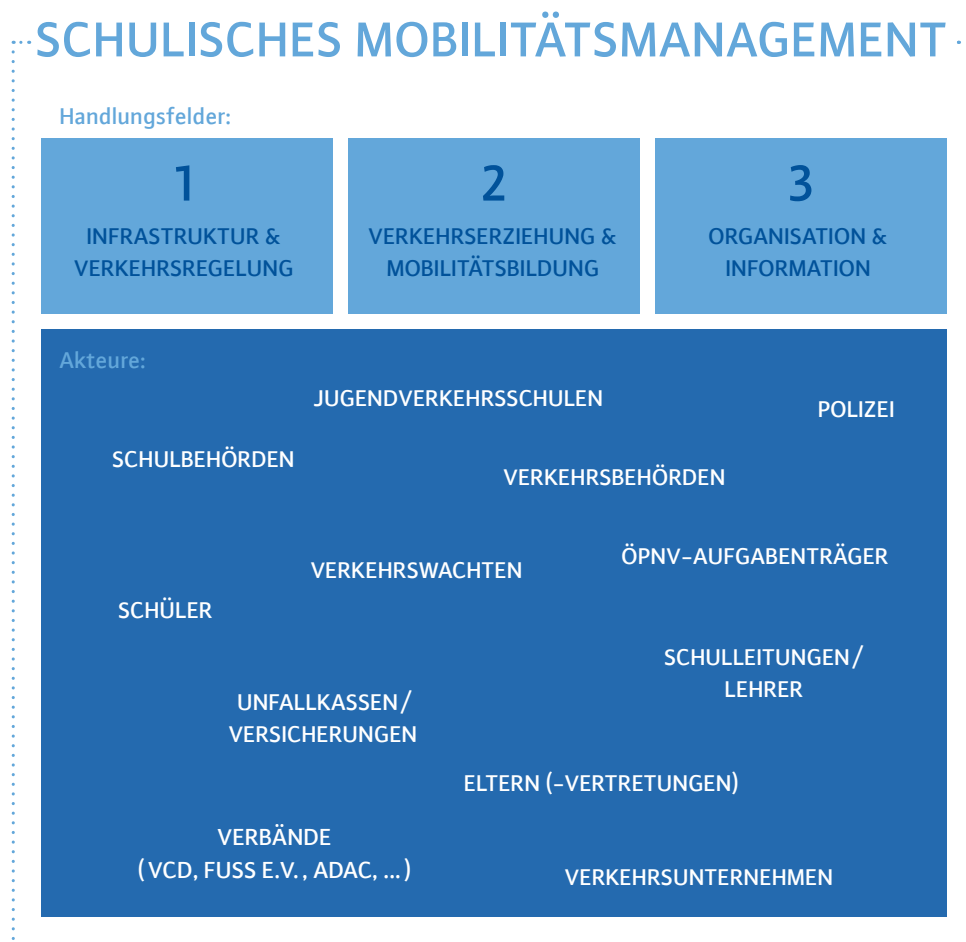 SCHULISCHES MOBILITÄTSMANAGEMENT
Handlungsfelder:
1
INFRASTRUKTUR &
VERKEHRSREGELUNG
2
VERKEHRSERZIEHUNG &
MOBILITÄTSBILDUNG
3
ORGANISATION &
INFORMATION
Akteure:
JUGENDVERKEHRSSCHULEN
POLIZEI
SCHULBEHÖRDEN
VERKEHRSBEHÖRDEN
ÖPNV-AUFGABENTRÄGER
VERKEHRSWACHTEN
SCHÜLER
SCHULLEITUNGEN/
LEHRER
UNFALLKASSEN/
VERSICHERUNGEN
ELTERN (-VERTRETUNGEN)
VERBÄNDE
(VCD, FUSS E.V., ADAC, ...)
VERKEHRSUNTERNEHMEN